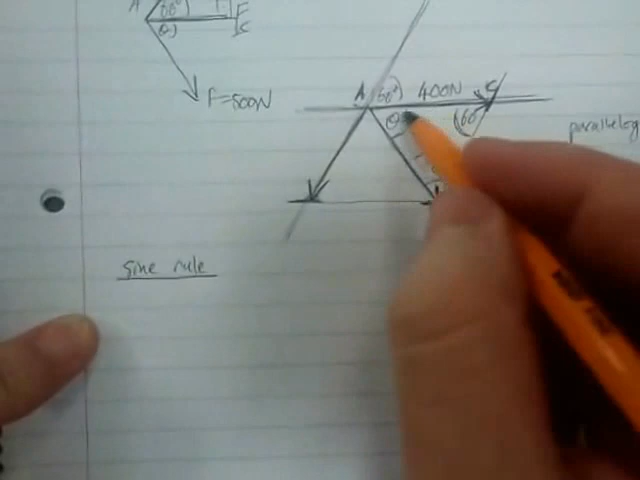 A 60° F
θ C
F=500N
A 60° 400N C
θ 60°
parallelog
sine rule